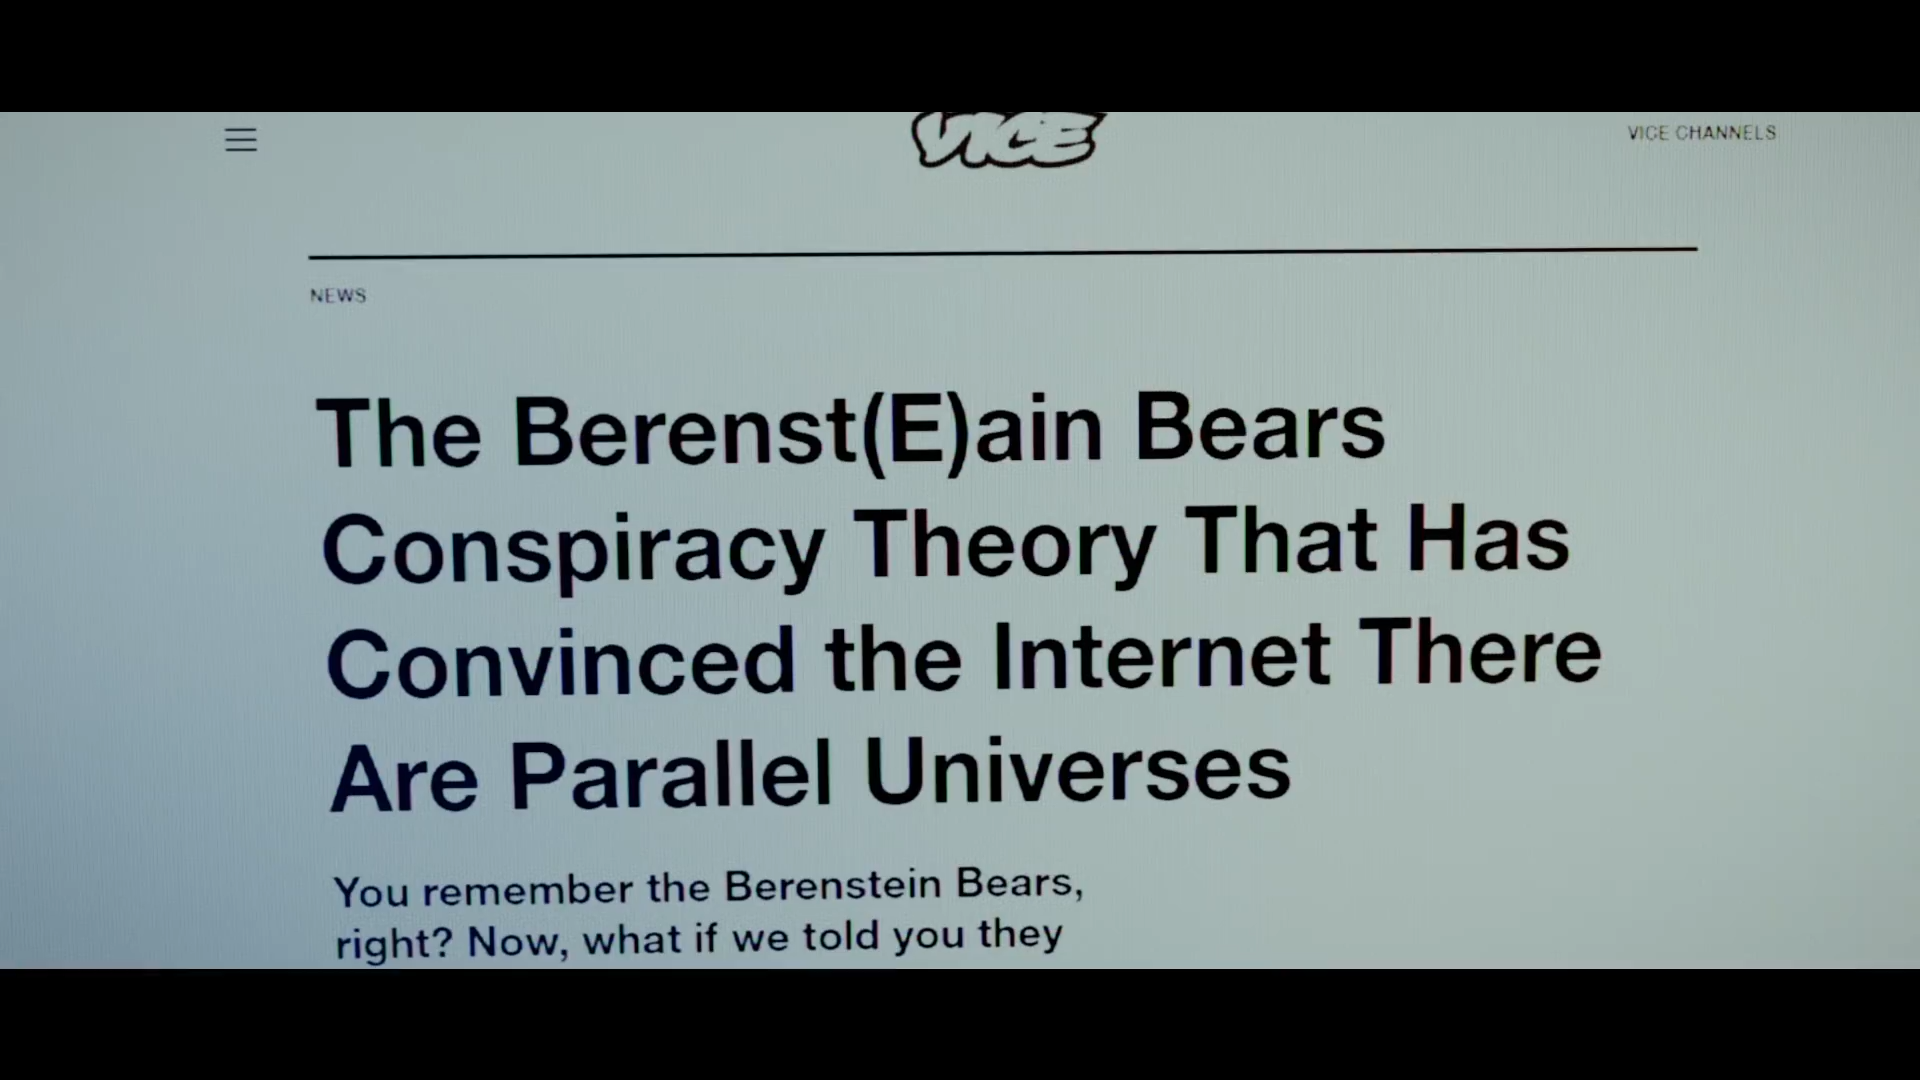 VICE
VICE CHANNELS
NEWS
The Berenst(E)ain Bears
Conspiracy Theory That Has
Convinced the Internet There
Are Parallel Universes
You remember the Berenstein Bears,
right? Now, what if we told you they